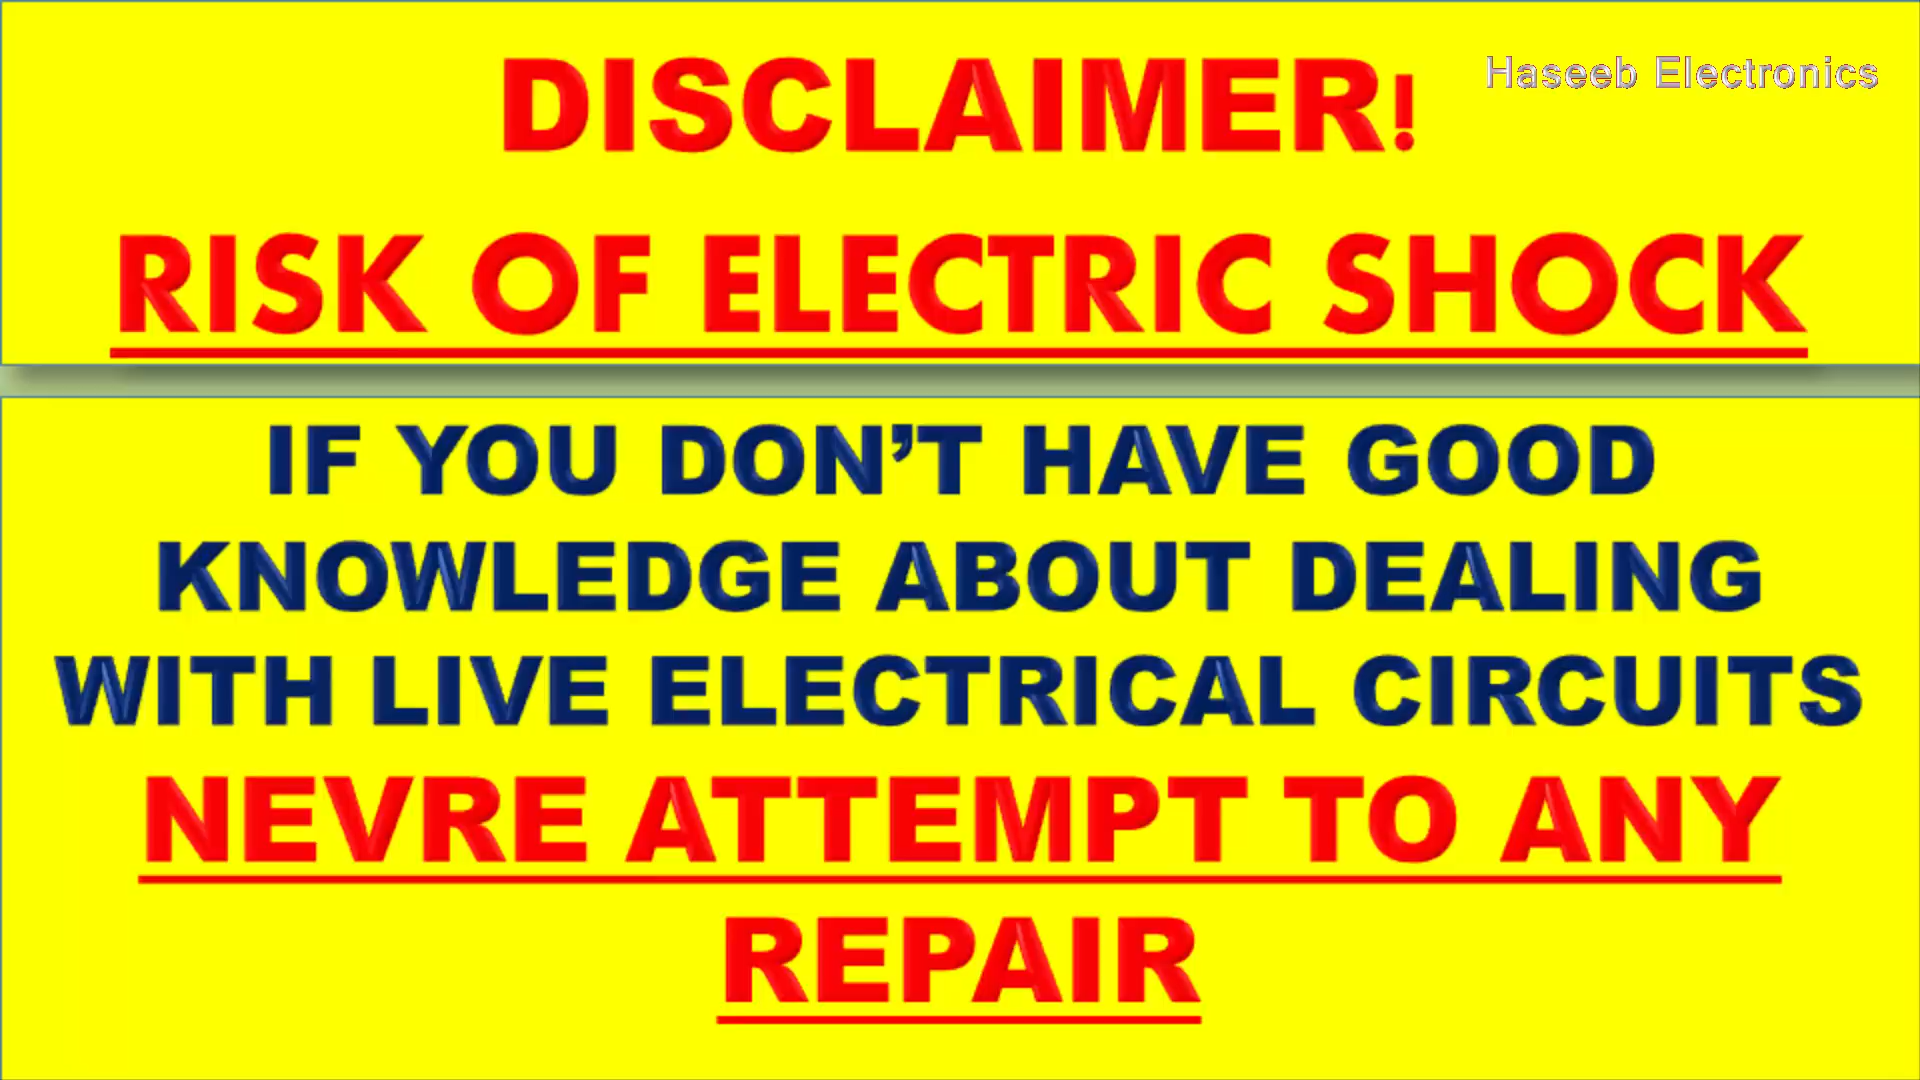 DISCLAIMER!
Haseeb Electronics
RISK OF ELECTRIC SHOCK
IF YOU DON’T HAVE GOOD
KNOWLEDGE ABOUT DEALING
WITH LIVE ELECTRICAL CIRCUITS
NEVRE ATTEMPT TO ANY
REPAIR